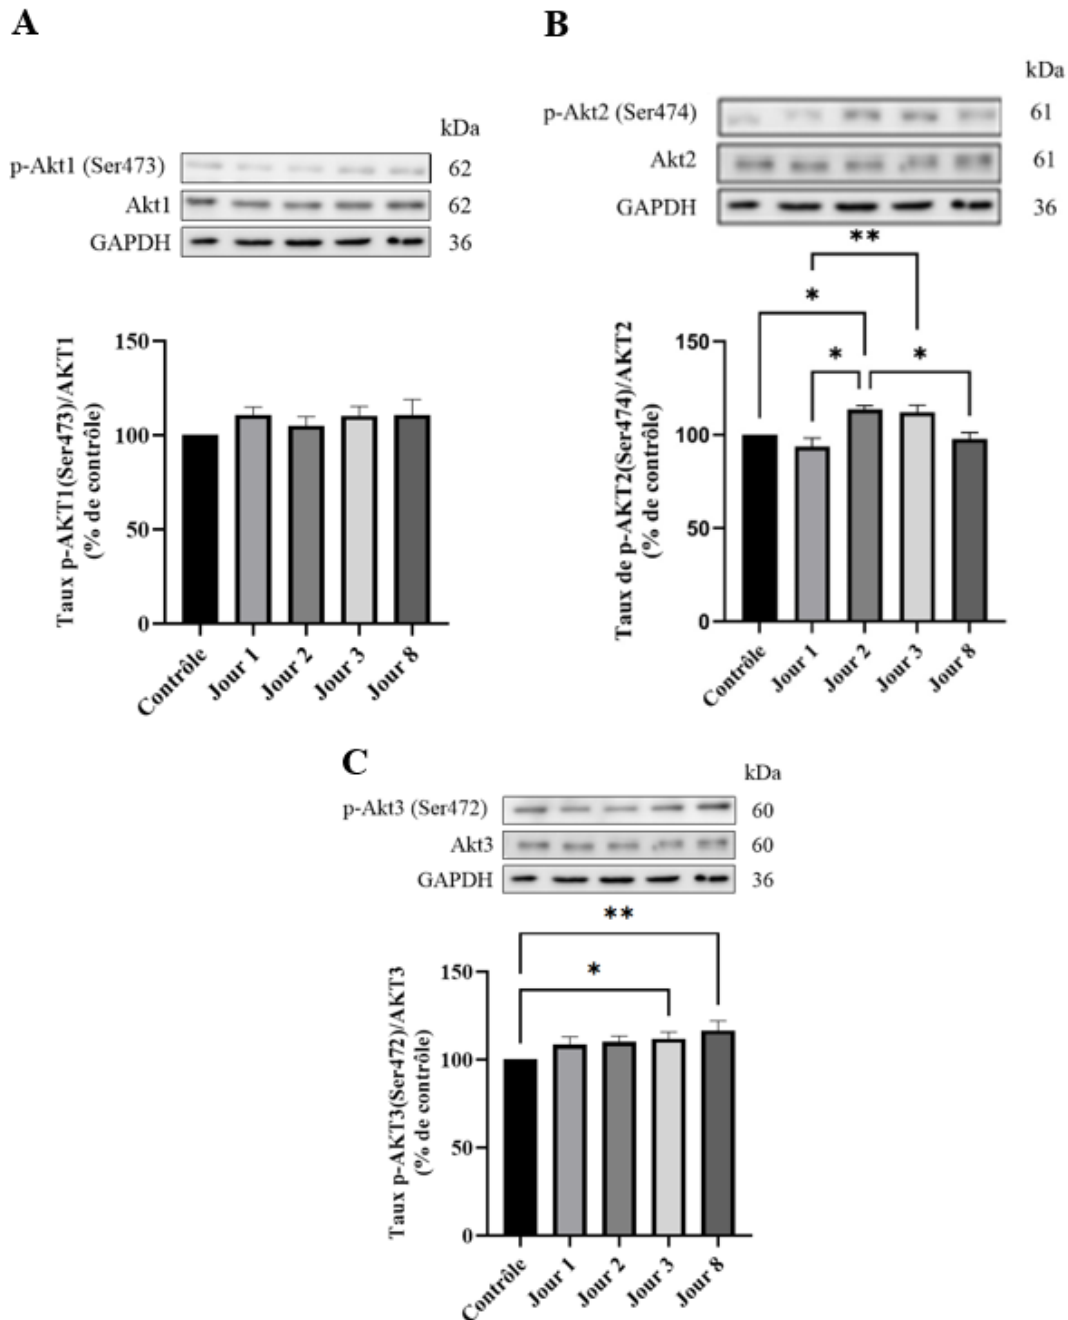 A
kDa
p-Akt1 (Ser473)
62
Akt1
62
GAPDH
36
Taux p-AKT1(Ser473)/AKT1
(% de contrôle)
150
100
50
0
Contrôle
Jour 1
Jour 2
Jour 3
Jour 8
B
kDa
p-Akt2 (Ser474)
61
Akt2
61
GAPDH
36
**
*
*
*
Taux de p-AKT2(Ser474)/AKT2
(% de contrôle)
150
100
50
0
Contrôle
Jour 1
Jour 2
Jour 3
Jour 8
C
kDa
p-Akt3 (Ser472)
60
Akt3
60
GAPDH
36
**
*
Taux p-AKT3(Ser472)/AKT3
(% de contrôle)
150
100
50
0
Contrôle
Jour 1
Jour 2
Jour 3
Jour 8